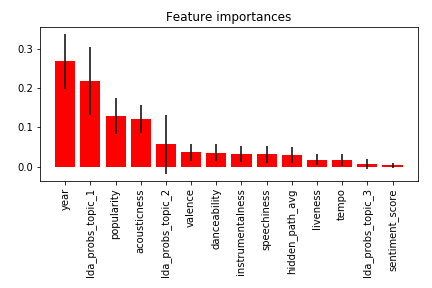 Feature importances
0.3
0.2
0.1
0.0
year
lda_probs_topic_1
popularity
acousticness
lda_probs_topic_2
valence
danceability
instrumentalness
speechiness
hidden_path_avg
liveness
tempo
lda_probs_topic_3
sentiment_score